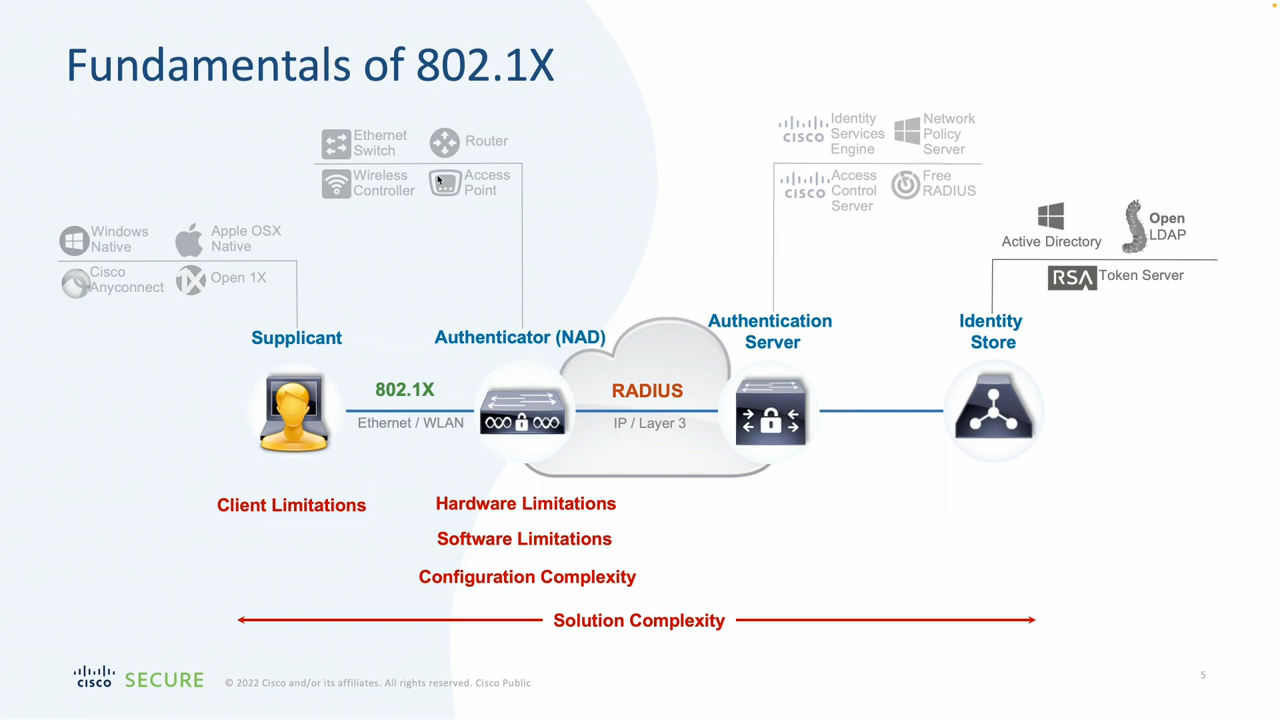 Fundamentals of 802.1X
Ethernet
Switch
Router
Wireless
Controller
Access
Point
CISCO
Identity
Services
Engine
Network
Policy
Server
CISCO
Access
Control
Server
Free
RADIUS
Windows
Native
Apple OSX
Native
Cisco
Anyconnect
1X
Open 1X
Active Directory
Open
LDAP
RSA
Token Server
Supplicant
Authenticator (NAD)
Authentication
Server
Identity
Store
802.1X
Ethernet / WLAN
RADIUS
IP / Layer 3
Client Limitations
Hardware Limitations
Software Limitations
Configuration Complexity
Solution Complexity
CISCO SECURE
© 2022 Cisco and/or its affiliates. All rights reserved. Cisco Public
5